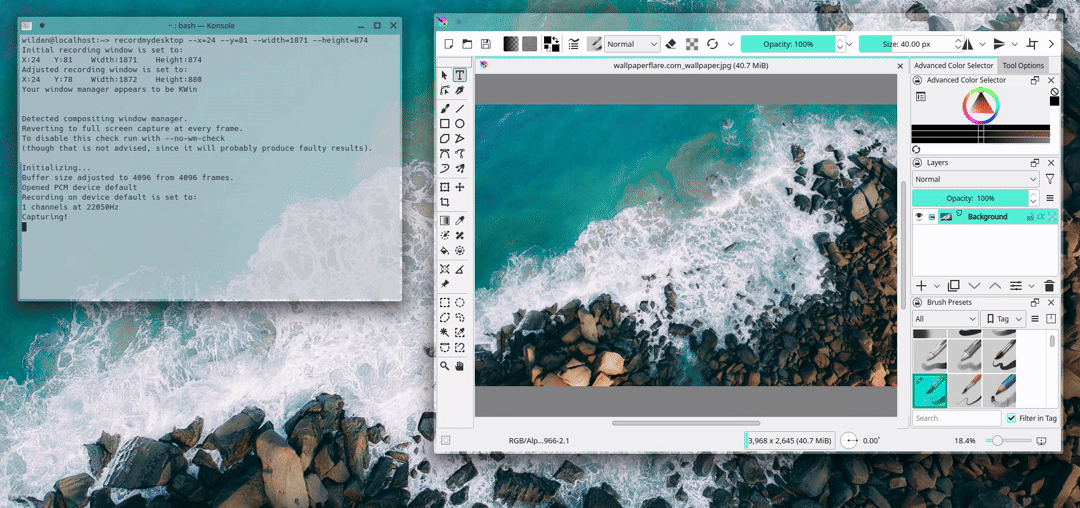 ~ : bash — Konsole
wildan@localhost:~> recordmydesktop --x=24 --y=81 --width=1871 --height=874
Initial recording window is set to:
X:24 Y:81 Width:1871 Height:874
Adjusted recording window is set to:
X:24 Y:78 Width:1872 Height:880
Your window manager appears to be KWin
Detected compositing window manager.
Reverting to full screen capture at every frame.
To disable this check run with --no-wm-check
(though that is not advised, since it will probably produce faulty results).
Initializing...
Buffer size adjusted to 4096 from 4096 frames.
Opened PCM device default
Recording on device default is set to:
1 channels at 22050Hz
Capturing!
Normal
Opacity: 100%
Size: 40.00 px
wallpaperflare.com_wallpaper.jpg (40.7 MiB)
Advanced Color Selector
Tool Options
Advanced Color Selector
Layers
Normal
Opacity: 100%
Background
Brush Presets
All
Tag
Search
Filter in Tag
RGB/Alp...966-2.1
3,968 x 2,645 (40.7 MiB)
0.00°
18.4%